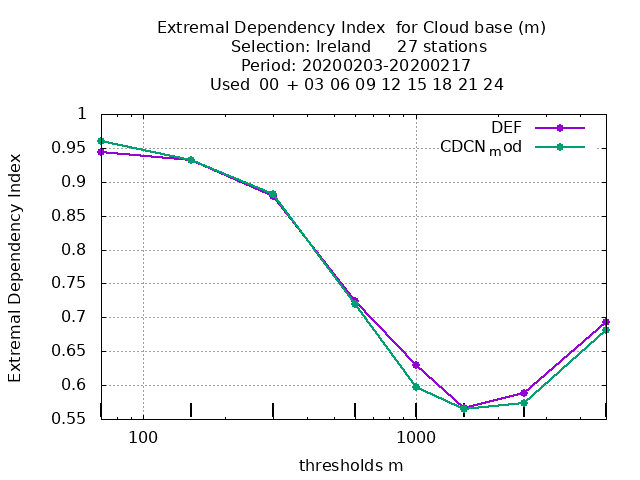 Extremal Dependency Index  for Cloud base (m)
Selection: Ireland     27 stations
Period: 20200203-20200217
Used  00 + 03 06 09 12 15 18 21 24
DEF
CDCNmod
1
0.95
0.9
0.85
0.8
0.75
0.7
0.65
0.6
0.55
Extremal Dependency Index
100
1000
thresholds m